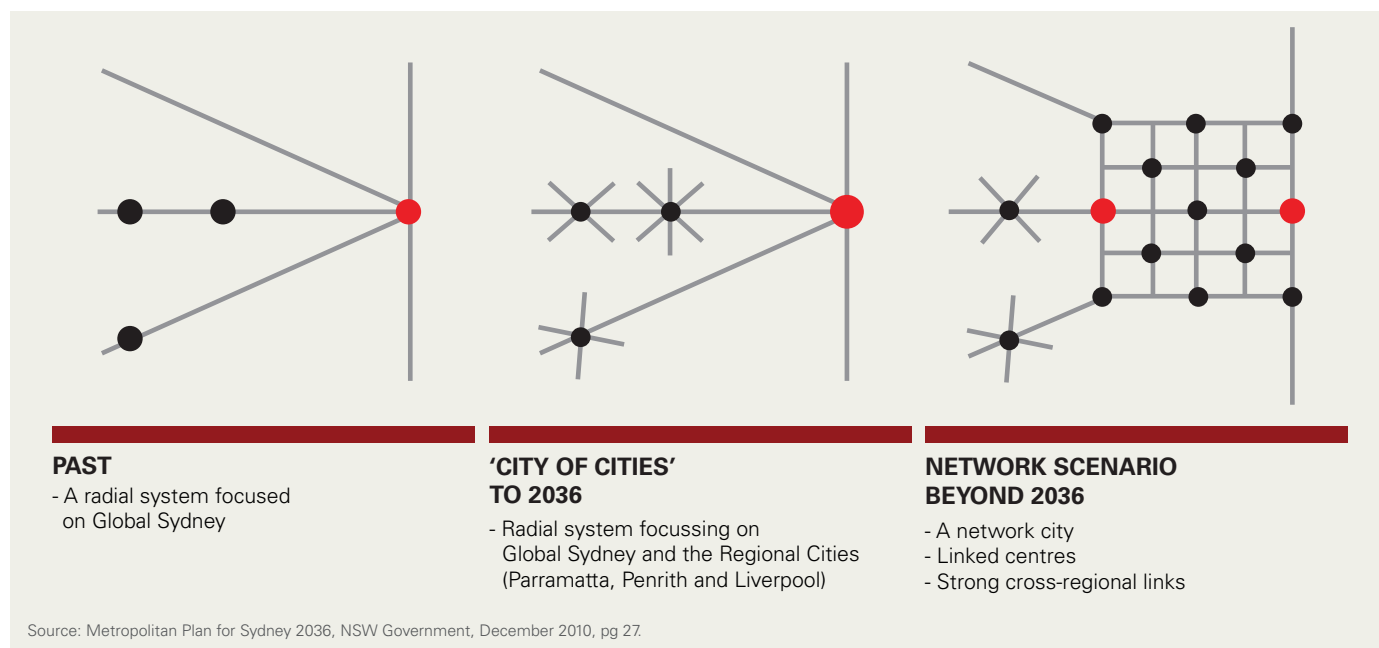 PAST
- A radial system focused
on Global Sydney
‘CITY OF CITIES’
TO 2036
- Radial system focussing on
Global Sydney and the Regional Cities
(Parramatta, Penrith and Liverpool)
NETWORK SCENARIO
BEYOND 2036
- A network city
- Linked centres
- Strong cross-regional links
Source: Metropolitan Plan for Sydney 2036, NSW Government, December 2010, pg 27.